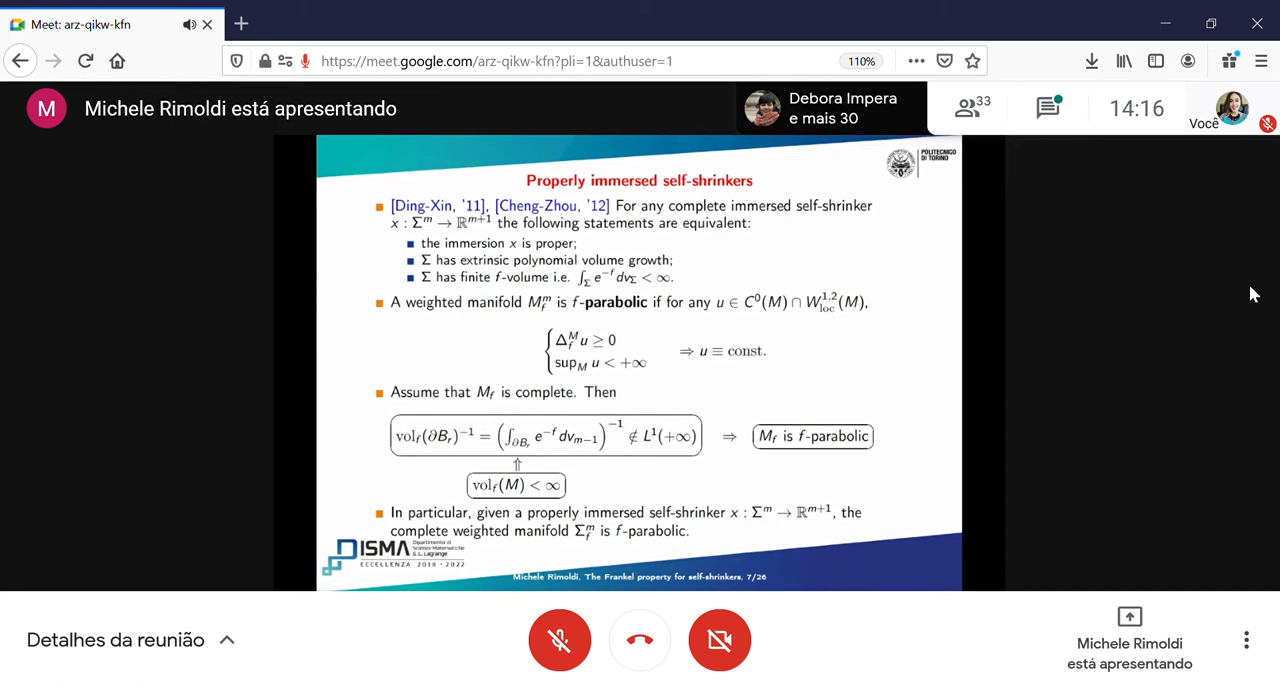 Meet: arz-qikw-kfn
https://meet.google.com/arz-qikw-kfn?pli=1&authuser=1
110%
M
Michele Rimoldi está apresentando
Debora Impera
e mais 30
33
14:16
Você
POLITECNICO
DI TORINO
Properly immersed self-shrinkers
[Ding-Xin, '11], [Cheng-Zhou, '12] For any complete immersed self-shrinker
x : Σ^m → ℝ^{m+1} the following statements are equivalent:
the immersion x is proper;
Σ has extrinsic polynomial volume growth;
Σ has finite f-volume i.e. ∫_Σ e^{-f} dv_Σ < ∞.
A weighted manifold M_f^m is f-parabolic if for any u ∈ C^0(M) ∩ W^{1,2}_{loc}(M),
{ Δ_f^M u ≥ 0
sup_M u < +∞ ⇒ u ≡ const.
Assume that M_f is complete. Then
vol_f(∂B_r)^{-1} = (∫_{∂B_r} e^{-f} dv_{m-1})^{-1} ∉ L^1(+∞) ⇒ M_f is f-parabolic
⇑
vol_f(M) < ∞
In particular, given a properly immersed self-shrinker x : Σ^m → ℝ^{m+1}, the
complete weighted manifold Σ_f^m is f-parabolic.
DISMA
Dipartimento di
Scienze Matematiche
G.L. Lagrange
ECCELLENZA 2018 - 2022
Michele Rimoldi, The Frankel property for self-shrinkers, 7/26
Detalhes da reunião
Michele Rimoldi
está apresentando